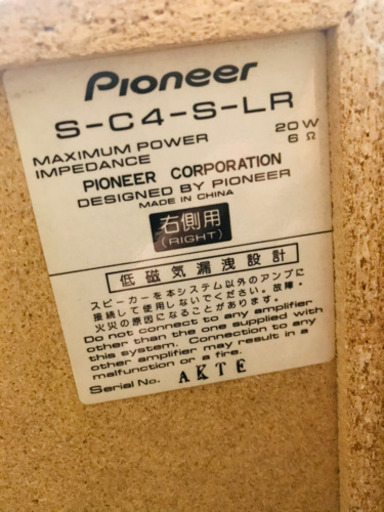 Pioneer
S-C4-S-LR
MAXIMUM POWER 20W
IMPEDANCE 6Ω
PIONEER CORPORATION
DESIGNED BY PIONEER
MADE IN CHINA
右側用
(RIGHT)
低磁気漏洩設計
スピーカーを本システム以外のアンプに
接続して使用しないでください。故障・
火災の原因になることがあります。
Do not connect to any amplifier
other than the one supplied with
this system. Connection to any
other amplifier may result in a
malfunction or a fire.
Serial No. AKTE